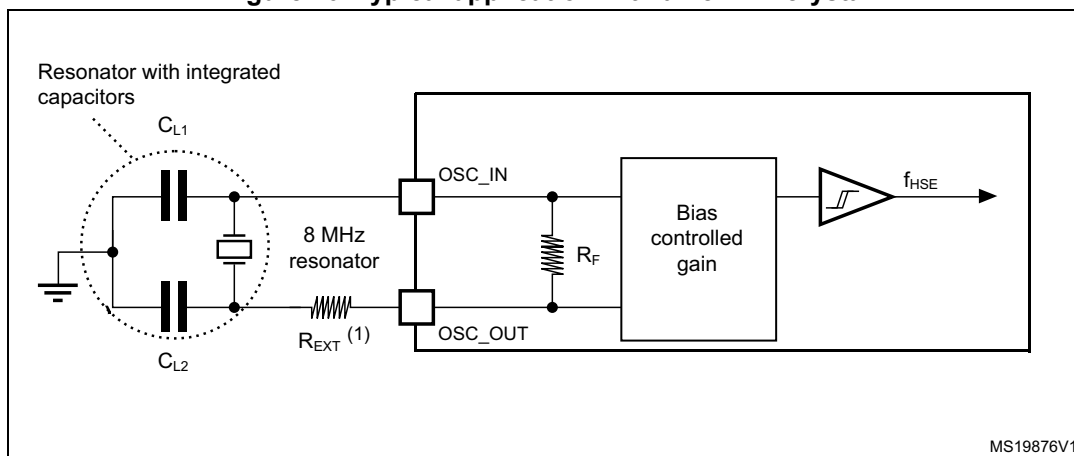 Resonator with integrated
capacitors
CL1
OSC_IN
fHSE
8 MHz
resonator
RF
Bias
controlled
gain
REXT (1)
OSC_OUT
CL2
MS19876V1